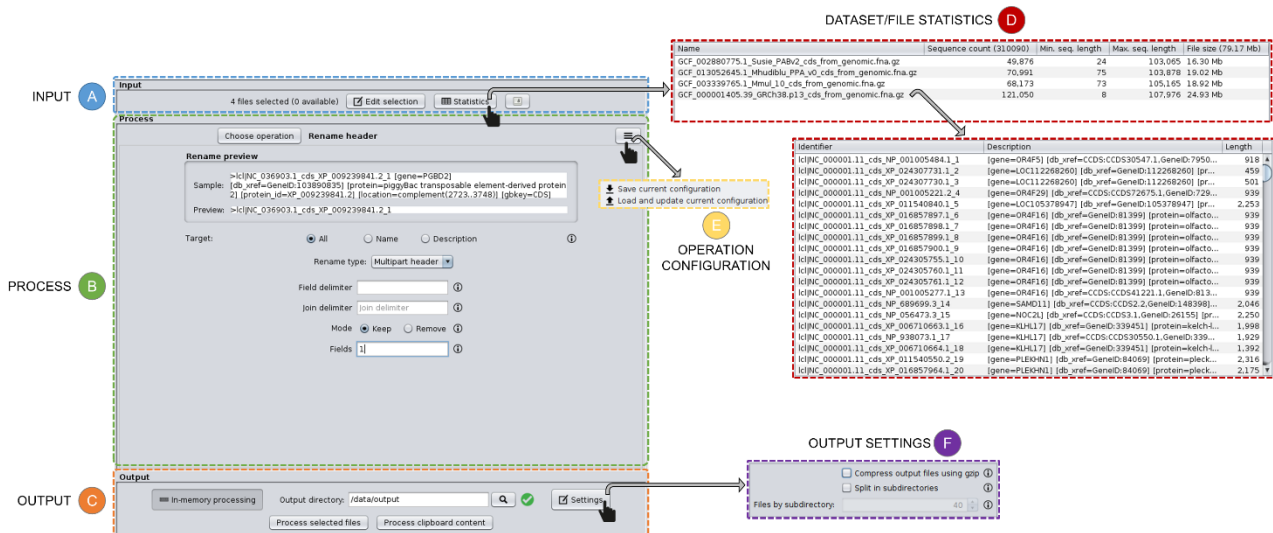 DATASET/FILE STATISTICS D
Name Sequence count (310090) Min. seq. length Max. seq. length File size (79.17 Mb)
GCF_002880775.1_Susie_PABv2_cds_from_genomic.fna.gz 49,876 24 103,065 16.30 Mb
GCF_013052645.1_Mhudiblu_PPA_v0_cds_from_genomic.fna.gz 70,991 75 103,878 19.02 Mb
GCF_003339765.1_Mmul_10_cds_from_genomic.fna.gz 68,173 73 105,165 18.92 Mb
GCF_000001405.39_GRCh38.p13_cds_from_genomic.fna.gz 121,050 8 107,976 24.93 Mb
INPUT A
Input
4 files selected (0 available) Edit selection Statistics
PROCESS B
Process
Choose operation Rename header
Rename preview
Sample: >lcl|NC_036903.1_cds_XP_009239841.2_1 [gene=PGBD2]
[db_xref=GeneID:103890835] [protein=piggyBac transposable element-derived protein
2] [protein_id=XP_009239841.2] [location=complement(2723..3748)] [gbkey=CDS]
Preview: >lcl|NC_036903.1_cds_XP_009239841.2_1
Target: All Name Description
Rename type: Multipart header
Field delimiter
Join delimiter Join delimiter
Mode Keep Remove
Fields 1
Save current configuration
Load and update current configuration
E
OPERATION
CONFIGURATION
Identifier Description Length
lcl|NC_000001.11_cds_NP_001005484.1_1 [gene=OR4F5] [db_xref=CCDS:CCDS30547.1,GeneID:7950... 918
lcl|NC_000001.11_cds_XP_024307731.1_2 [gene=LOC112268260] [db_xref=GeneID:112268260] [pr... 459
lcl|NC_000001.11_cds_XP_024307730.1_3 [gene=LOC112268260] [db_xref=GeneID:112268260] [pr... 501
lcl|NC_000001.11_cds_NP_001005221.2_4 [gene=OR4F29] [db_xref=CCDS:CCDS72675.1,GeneID:729... 939
lcl|NC_000001.11_cds_XP_011540840.1_5 [gene=LOC105378947] [db_xref=GeneID:105378947] [pr... 2,253
lcl|NC_000001.11_cds_XP_016857897.1_6 [gene=OR4F16] [db_xref=GeneID:81399] [protein=olfacto... 939
lcl|NC_000001.11_cds_XP_016857898.1_7 [gene=OR4F16] [db_xref=GeneID:81399] [protein=olfacto... 939
lcl|NC_000001.11_cds_XP_016857899.1_8 [gene=OR4F16] [db_xref=GeneID:81399] [protein=olfacto... 939
lcl|NC_000001.11_cds_XP_016857900.1_9 [gene=OR4F16] [db_xref=GeneID:81399] [protein=olfacto... 939
lcl|NC_000001.11_cds_XP_024305755.1_10 [gene=OR4F16] [db_xref=GeneID:81399] [protein=olfacto... 939
lcl|NC_000001.11_cds_XP_024305760.1_11 [gene=OR4F16] [db_xref=GeneID:81399] [protein=olfacto... 939
lcl|NC_000001.11_cds_XP_024305761.1_12 [gene=OR4F16] [db_xref=GeneID:81399] [protein=olfacto... 939
lcl|NC_000001.11_cds_NP_001005277.1_13 [gene=OR4F16] [db_xref=CCDS:CCDS41221.1,GeneID:813... 939
lcl|NC_000001.11_cds_NP_689699.3_14 [gene=SAMD11] [db_xref=CCDS:CCDS2.2,GeneID:148398]... 2,046
lcl|NC_000001.11_cds_NP_056473.3_15 [gene=NOC2L] [db_xref=CCDS:CCDS3.1,GeneID:26155] [pr... 2,250
lcl|NC_000001.11_cds_XP_006710663.1_16 [gene=KLHL17] [db_xref=GeneID:339451] [protein=kelch-l... 1,998
lcl|NC_000001.11_cds_NP_938073.1_17 [gene=KLHL17] [db_xref=CCDS:CCDS30550.1,GeneID:339... 1,929
lcl|NC_000001.11_cds_XP_006710664.1_18 [gene=KLHL17] [db_xref=GeneID:339451] [protein=kelch-l... 1,392
lcl|NC_000001.11_cds_XP_011540550.2_19 [gene=PLEKHN1] [db_xref=GeneID:84069] [protein=pleck... 2,316
lcl|NC_000001.11_cds_XP_016857964.1_20 [gene=PLEKHN1] [db_xref=GeneID:84069] [protein=pleck... 2,175
OUTPUT C
Output
In-memory processing Output directory: /data/output Settings
Process selected files Process clipboard content
OUTPUT SETTINGS F
Compress output files using gzip
Split in subdirectories
Files by subdirectory: 40